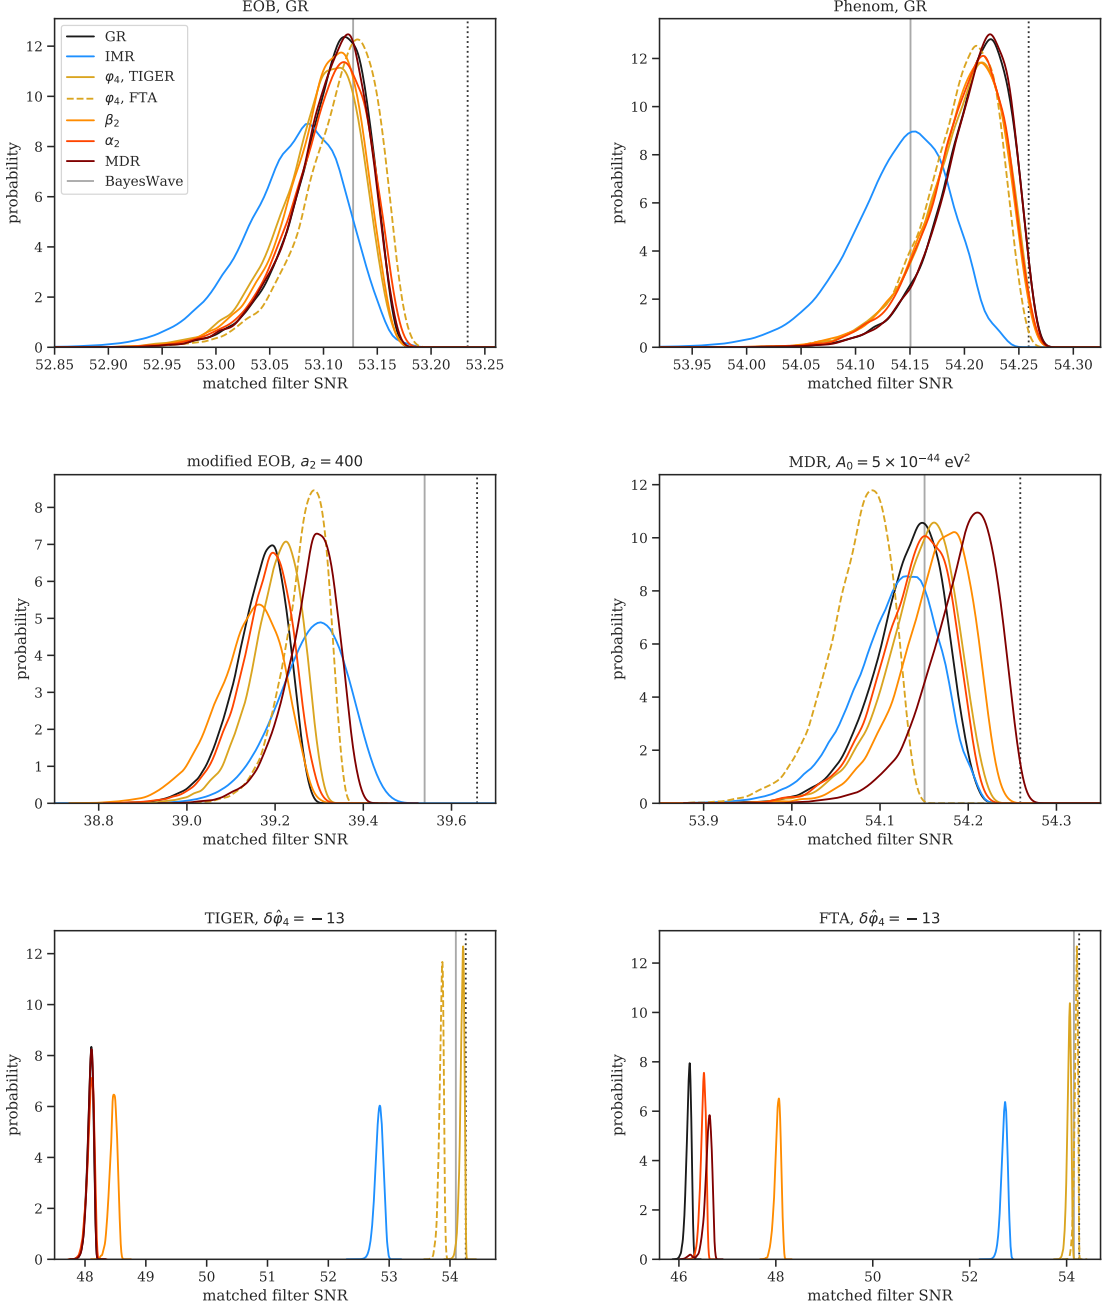 EOB, GR
probability
12
10
8
6
4
2
0
GR
IMR
φ₄, TIGER
φ₄, FTA
β₂
α₂
MDR
BayesWave
52.85 52.90 52.95 53.00 53.05 53.10 53.15 53.20 53.25
matched filter SNR
Phenom, GR
probability
12
10
8
6
4
2
0
53.95 54.00 54.05 54.10 54.15 54.20 54.25 54.30
matched filter SNR
modified EOB, a₂ = 400
probability
8
7
6
5
4
3
2
1
0
38.8 39.0 39.2 39.4 39.6
matched filter SNR
MDR, A₀ = 5 × 10⁻⁴⁴ eV²
probability
12
10
8
6
4
2
0
53.9 54.0 54.1 54.2 54.3
matched filter SNR
TIGER, δφ̂₄ = −13
probability
12
10
8
6
4
2
0
48 49 50 51 52 53 54
matched filter SNR
FTA, δφ̂₄ = −13
probability
12
10
8
6
4
2
0
46 48 50 52 54
matched filter SNR